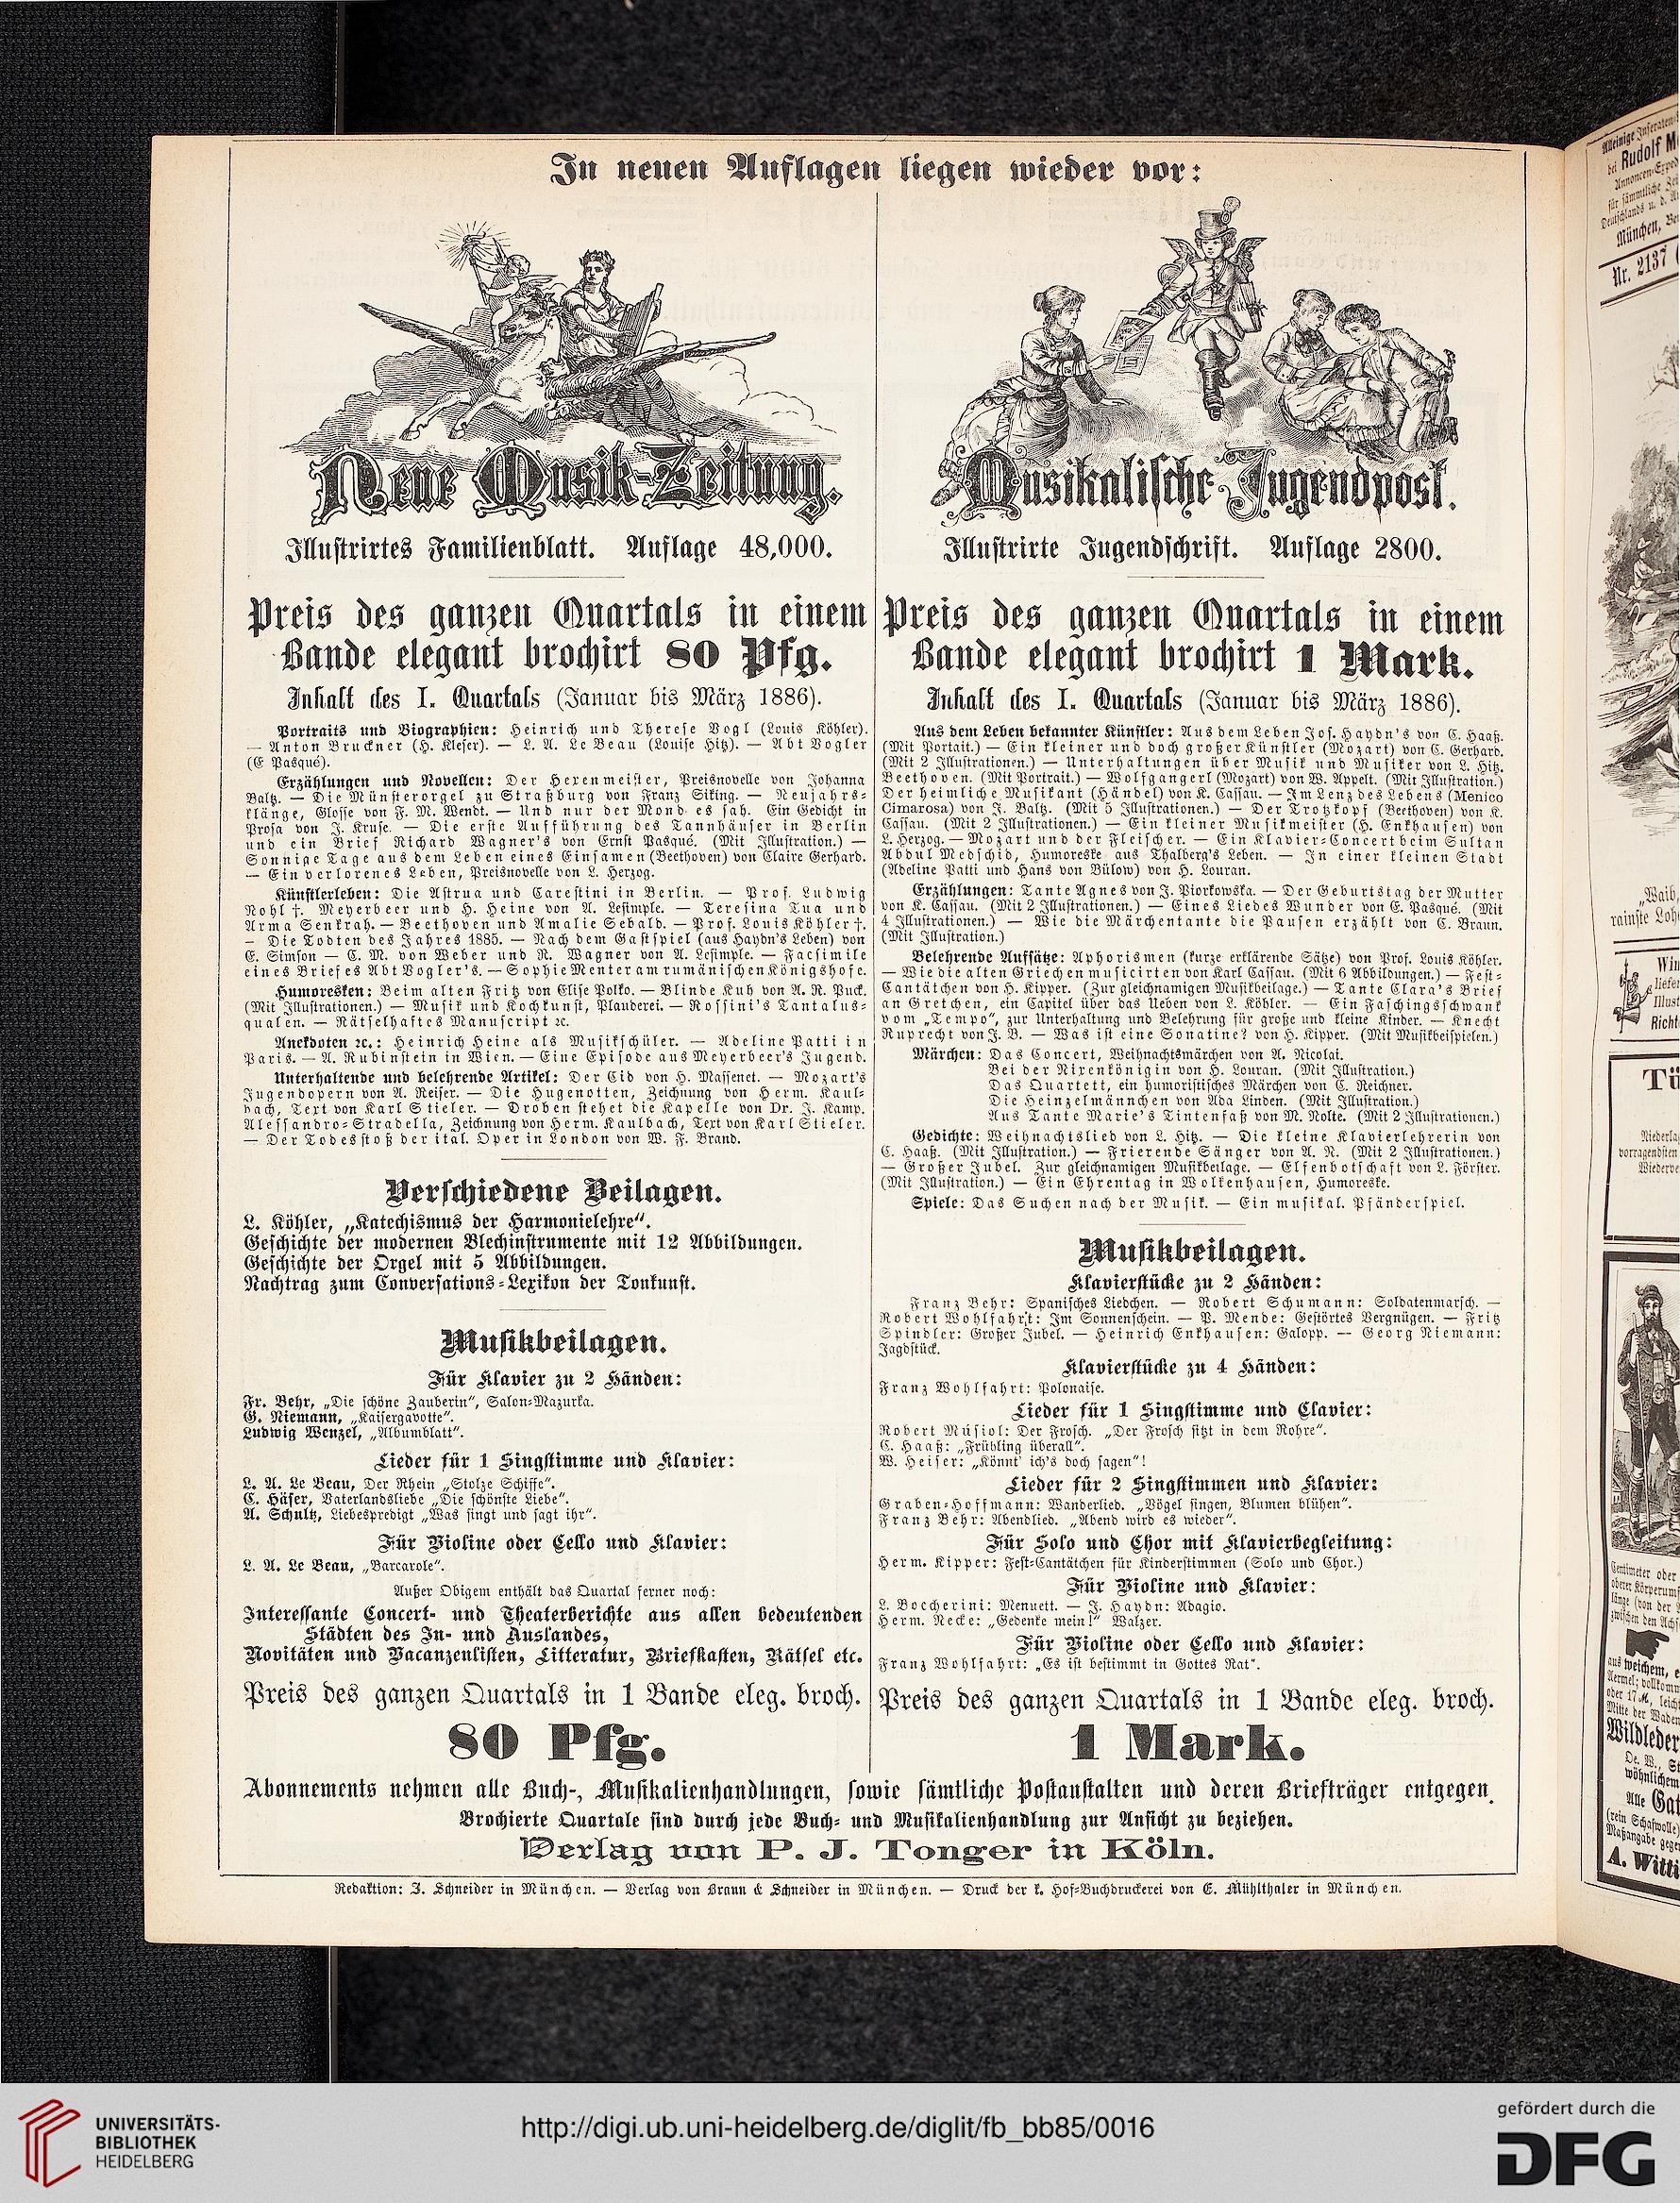 In neuen Auflagen liegen wieder vor:
Neue Musik-Zeitung.
Illustrirtes Familienblatt. Auflage 48,000.
Preis des ganzen Quartals in einem
Bande elegant brochirt 80 Pfg.
Inhalt des I. Quartals (Januar bis März 1886).
Portraits und Biographien: Heinrich und Therese Vogl (Louis Köhler).
— Anton Bruckner (H. Kleser). — L. A. Le Beau (Louise Hitz). — Abt Vogler
(E Pasqué).
Erzählungen und Novellen: Der Hexenmeister, Preisnovelle von Johanna
Baltz. — Die Münsterorgel zu Straßburg von Franz Siking. — Neujahrs-
klänge, Glosse von F. M. Wendt. — Und nur der Mond es sah. Ein Gedicht in
Prosa von J. Kruse. — Die erste Aufführung des Tannhäuser in Berlin
und ein Brief Richard Wagner's von Ernst Pasqué. (Mit Illustration.) —
Sonnige Tage aus dem Leben eines Einsamen (Beethoven) von Claire Gerhard.
— Ein verlorenes Leben, Preisnovelle von L. Herzog.
Künstlerleben: Die Astrua und Carestini in Berlin. — Prof. Ludwig
Nohl †. Meyerbeer und H. Heine von A. Lesimple. — Teresina Tua und
Arma Senkrah. — Beethoven und Amalie Sebald. — Prof. Louis Köhler †.
— Die Todten des Jahres 1885. — Nach dem Gastspiel (aus Haydn's Leben) von
E. Simson — C. M. von Weber und R. Wagner von A. Lesimple. — Facsimile
eines Briefes Abt Vogler's. — Sophie Menter am rumänischen Königshofe.
Humoresken: Beim alten Fritz von Elise Polko. — Blinde Kuh von A. R. Puck.
(Mit Illustrationen.) — Musik und Kochkunst, Plauderei. — Rossini's Tantalus-
qualen. — Rätselhaftes Manuscript ꝛc.
Anekdoten ꝛc.: Heinrich Heine als Musikschüler. — Adeline Patti in
Paris. — A. Rubinstein in Wien. — Eine Episode aus Meyerbeer's Jugend.
Unterhaltende und belehrende Artikel: Der Cid von H. Massenet. — Mozart's
Jugendopern von A. Reiser. — Die Hugenotten, Zeichnung von Herm. Kaul-
bach, Text von Karl Stieler. — Droben stehet die Kapelle von Dr. J. Kamp.
Alessandro-Stradella, Zeichnung von Herm. Kaulbach, Text von Karl Stieler.
— Der Todesstoß der ital. Oper in London von W. F. Brand.
Verschiedene Beilagen.
L. Köhler, „Katechismus der Harmonielehre“.
Geschichte der modernen Blechinstrumente mit 12 Abbildungen.
Geschichte der Orgel mit 5 Abbildungen.
Nachtrag zum Conversations-Lexikon der Tonkunst.
Musikbeilagen.
Für Klavier zu 2 Händen:
Fr. Behr, „Die schöne Zauberin“, Salon-Mazurka.
G. Niemann, „Kaisergavotte“.
Ludwig Wenzel, „Albumblatt“.
Lieder für 1 Singstimme und Klavier:
L. A. Le Beau, Der Rhein „Stolze Schiffe“.
C. Häser, Vaterlandsliebe „Die schönste Liebe“.
A. Schultz, Liebespredigt „Was singt und sagt ihr“.
Für Violine oder Cello und Klavier:
L. A. Le Beau, „Barcarole“.
Außer Obigem enthält das Quartal ferner noch:
Interessante Concert- und Theaterberichte aus allen bedeutenden
Städten des In- und Auslandes,
Novitäten und Vacanzenlisten, Litteratur, Briefkasten, Rätsel etc.
Preis des ganzen Quartals in 1 Bande eleg. broch.
80 Pfg.
Musikalische Jugendpost.
Illustrirte Jugendschrift. Auflage 2800.
Preis des ganzen Quartals in einem
Bande elegant brochirt 1 Mark.
Inhalt des I. Quartals (Januar bis März 1886).
Aus dem Leben bekannter Künstler: Aus dem Leben Jos. Haydn's von C. Haaß.
(Mit Portait.) — Ein kleiner und doch großer Künstler (Mozart) von C. Gerhard.
(Mit 2 Illustrationen.) — Unterhaltungen über Musik und Musiker von L. Hitz.
Beethoven. (Mit Portrait.) — Wolfgangerl (Mozart) von W. Appelt. (Mit Illustration.)
Der heimliche Musikant (Händel) von K. Cassau. — Im Lenz des Lebens (Menico
Cimarosa) von J. Baltz. (Mit 5 Illustrationen.) — Der Trotzkopf (Beethoven) von K.
Cassau. (Mit 2 Illustrationen.) — Ein kleiner Musikmeister (H. Enkhausen) von
L. Herzog. — Mozart und der Fleischer. — Ein Klavier-Concert beim Sultan
Abdul Medschid, Humoreske aus Thalberg's Leben. — In einer kleinen Stadt
(Adeline Patti und Hans von Bülow) von H. Louran.
Erzählungen: Tante Agnes von J. Piorkowska. — Der Geburtstag der Mutter
von K. Cassau. (Mit 2 Illustrationen.) — Eines Liedes Wunder von E. Pasqué. (Mit
4 Illustrationen.) — Wie die Märchentante die Pausen erzählt von C. Braun.
(Mit Illustration.)
Belehrende Aufsätze: Aphorismen (kurze erklärende Sätze) von Prof. Louis Köhler.
— Wie die alten Griechen musicirten von Karl Cassau. (Mit 6 Abbildungen.) — Fest-
Cantätchen von H. Kipper. (Zur gleichnamigen Musikbeilage.) — Tante Clara's Brief
an Gretchen, ein Capitel über das Ueben von L. Köhler. — Ein Faschingsschwank
vom „Tempo“, zur Unterhaltung und Belehrung für große und kleine Kinder. — Knecht
Ruprecht von J. B. — Was ist eine Sonatine? von H. Kipper. (Mit Musikbeispielen.)
Märchen: Das Concert, Weihnachtsmärchen von A. Nicolai.
Bei der Nixenkönigin von H. Louran. (Mit Illustration.)
Das Quartett, ein humoristisches Märchen von C. Reichner.
Die Heinzelmännchen von Ada Linden. (Mit Illustration.)
Aus Tante Marie's Tintenfaß von M. Nolte. (Mit 2 Illustrationen.)
Gedichte: Weihnachtslied von L. Hitz. — Die kleine Klavierlehrerin von
C. Haaß. (Mit Illustration.) — Frierende Sänger von A. N. (Mit 2 Illustrationen.)
— Großer Jubel. Zur gleichnamigen Musikbeilage. — Elfenbotschaft von L. Förster.
(Mit Illustration.) — Ein Ehrentag in Wolkenhausen, Humoreske.
Spiele: Das Suchen nach der Musik. — Ein musikal. Pfänderspiel.
Musikbeilagen.
Klavierstücke zu 2 Händen:
Franz Behr: Spanisches Liedchen. — Robert Schumann: Soldatenmarsch. —
Robert Wohlfahrt: Im Sonnenschein. — P. Mende: Gestörtes Vergnügen. — Fritz
Spindler: Großer Jubel. — Heinrich Enkhausen: Galopp. — Georg Niemann:
Jagdstück.
Klavierstücke zu 4 Händen:
Franz Wohlfahrt: Polonaise.
Lieder für 1 Singstimme und Clavier:
Robert Musiol: Der Frosch. „Der Frosch sitzt in dem Rohre“.
C. Haaß: „Frühling überall“.
W. Heiser: „Könnt' ich's doch sagen“!
Lieder für 2 Singstimmen und Klavier:
Graben-Hoffmann: Wanderlied. „Vögel singen, Blumen blühen“.
Franz Behr: Abendlied. „Abend wird es wieder“.
Für Solo und Chor mit Klavierbegleitung:
Herm. Kipper: Fest-Cantätchen für Kinderstimmen (Solo und Chor.)
Für Violine und Klavier:
L. Boccherini: Menuett. — J. Haydn: Adagio.
Herm. Necke: „Gedenke mein!“ Walzer.
Für Violine oder Cello und Klavier:
Franz Wohlfahrt: „Es ist bestimmt in Gottes Rat“.
Preis des ganzen Quartals in 1 Bande eleg. broch.
1 Mark.
Abonnements nehmen alle Buch-, Musikalienhandlungen, sowie sämtliche Postanstalten und deren Briefträger entgegen.
Brochierte Quartale sind durch jede Buch- und Musikalienhandlung zur Ansicht zu beziehen.
Verlag von P. J. Tonger in Köln.
Redaktion: J. Schneider in München. — Verlag von Braun & Schneider in München. — Druck der k. Hof-Buchdruckerei von E. Mühlthaler in München.
Rudolf M
München,
Nr. 2137
rainste
Tü
Centimeter oder
aus weichem,
Wildleder
wöhnlichem
Alle
A. Witti
UNIVERSITÄTS-
BIBLIOTHEK
HEIDELBERG
http://digi.ub.uni-heidelberg.de/diglit/fb_bb85/0016
gefördert durch die
DFG